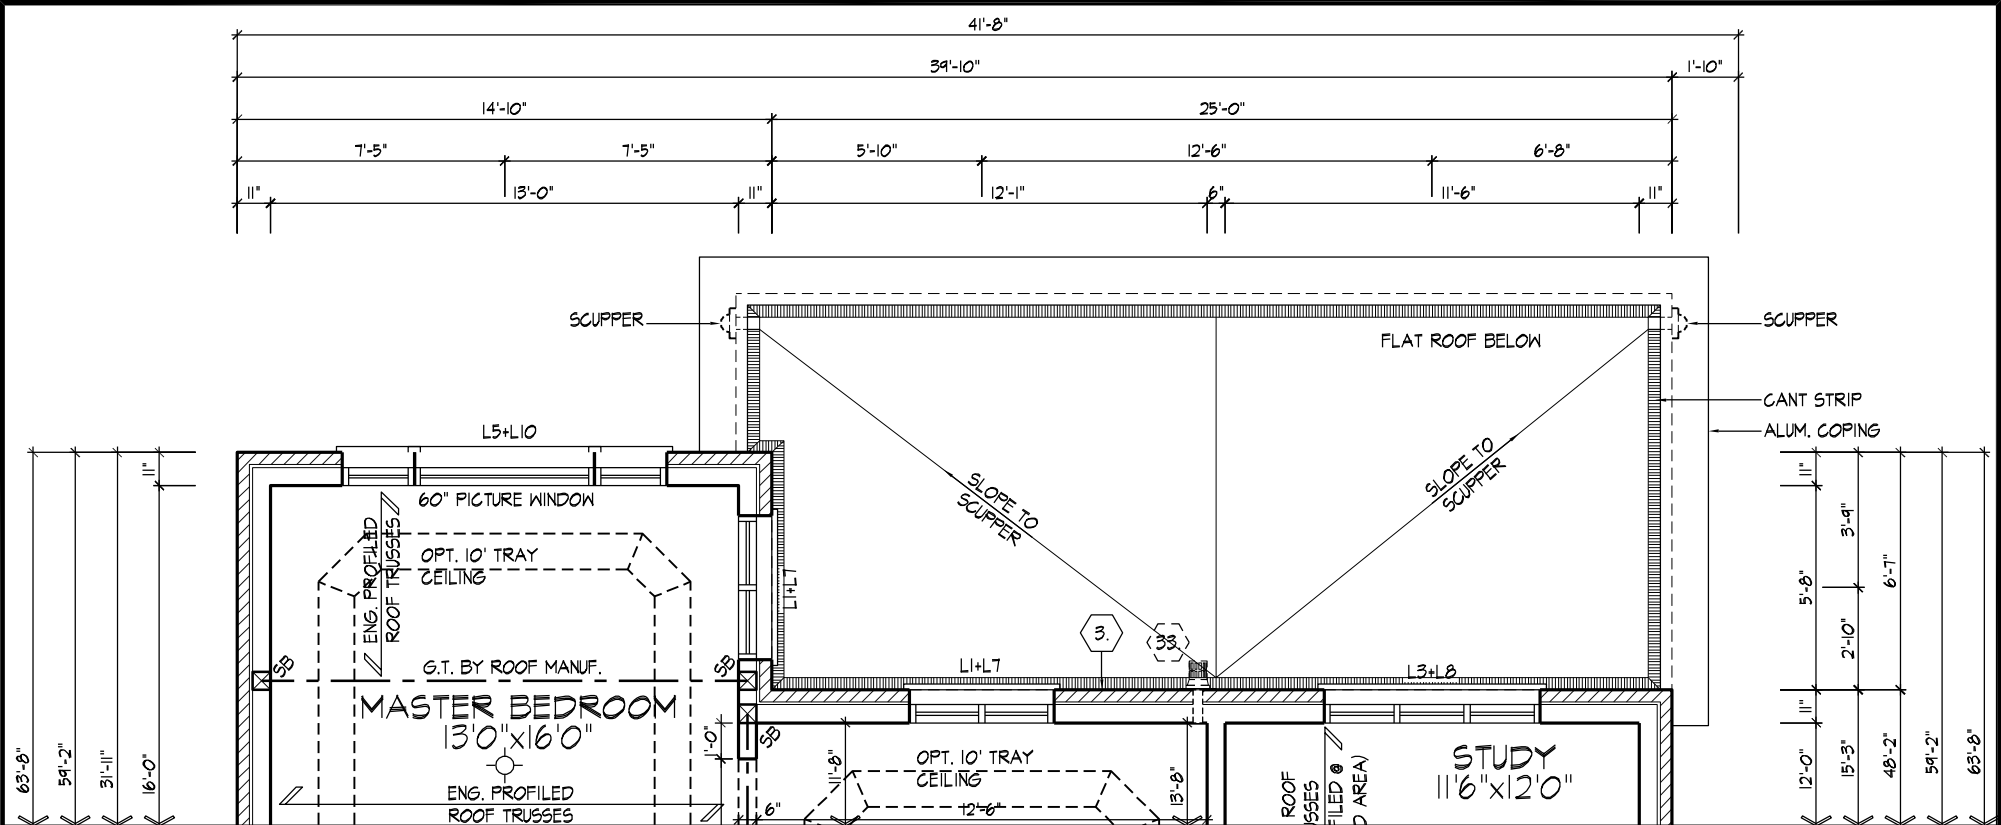 41'-8"
39'-10"
1'-10"
14'-10"
25'-0"
7'-5"
7'-5"
5'-10"
12'-6"
6'-8"
11"
13'-0"
11"
12'-1"
6"
11'-6"
11"
SCUPPER
SCUPPER
FLAT ROOF BELOW
CANT STRIP
ALUM. COPING
L5+L10
60" PICTURE WINDOW
ENG. PROFILED
ROOF TRUSSES
OPT. 10' TRAY
CEILING
SLOPE TO
SCUPPER
SLOPE TO
SCUPPER
L1+L7
3.
33.
L1+L7
L3+L8
SB
G.T. BY ROOF MANUF.
SB
MASTER BEDROOM
13'0"x16'0"
SB
1'-0"
ENG. PROFILED
ROOF TRUSSES
6"
11'-8"
OPT. 10' TRAY
CEILING
12'-6"
13'-8"
ROOF
STUDY
11'6"x12'0"
63'-8"
59'-2"
31'-11"
16'-0"
11"
11"
5'-8"
11"
12'-0"
3'-9"
2'-10"
15'-3"
6'-7"
48'-2"
59'-2"
63'-8"